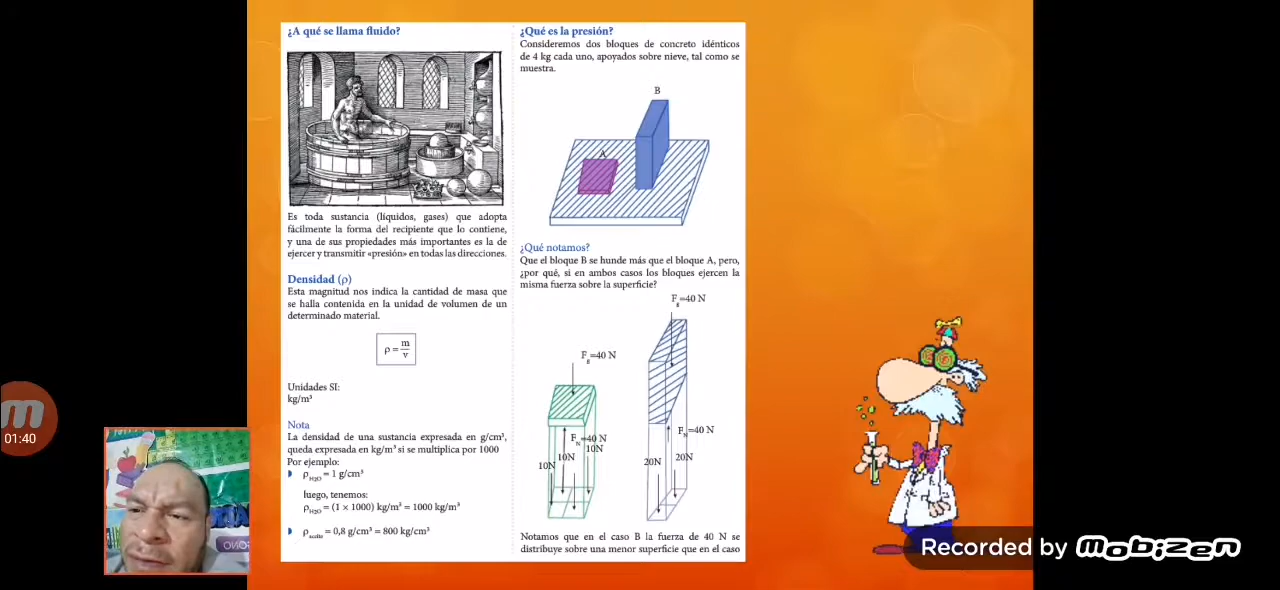 ¿A qué se llama fluido?
Es toda sustancia (líquidos, gases) que adopta
fácilmente la forma del recipiente que lo contiene,
y una de sus propiedades más importantes es la de
ejercer y transmitir «presión» en todas las direcciones.
Densidad (ρ)
Esta magnitud nos indica la cantidad de masa que
se halla contenida en la unidad de volumen de un
determinado material.
ρ = m/v
Unidades SI:
kg/m³
Nota
La densidad de una sustancia expresada en g/cm³,
queda expresada en kg/m³ si se multiplica por 1000
Por ejemplo:
ρH2O = 1 g/cm³
luego, tenemos:
ρH2O = (1 × 1000) kg/m³ = 1000 kg/m³
ρaceite = 0,8 g/cm³ = 800 kg/cm³
¿Qué es la presión?
Consideremos dos bloques de concreto idénticos
de 4 kg cada uno, apoyados sobre nieve, tal como se
muestra.
B
A
¿Qué notamos?
Que el bloque B se hunde más que el bloque A, pero,
¿por qué, si en ambos casos los bloques ejercen la
misma fuerza sobre la superficie?
Fg=40 N
Fg=40 N
FN=40 N
10N
10N
10N
FN=40 N
20N
20N
Notamos que en el caso B la fuerza de 40 N se
distribuye sobre una menor superficie que en el caso
m
01:40
Recorded by mobizen